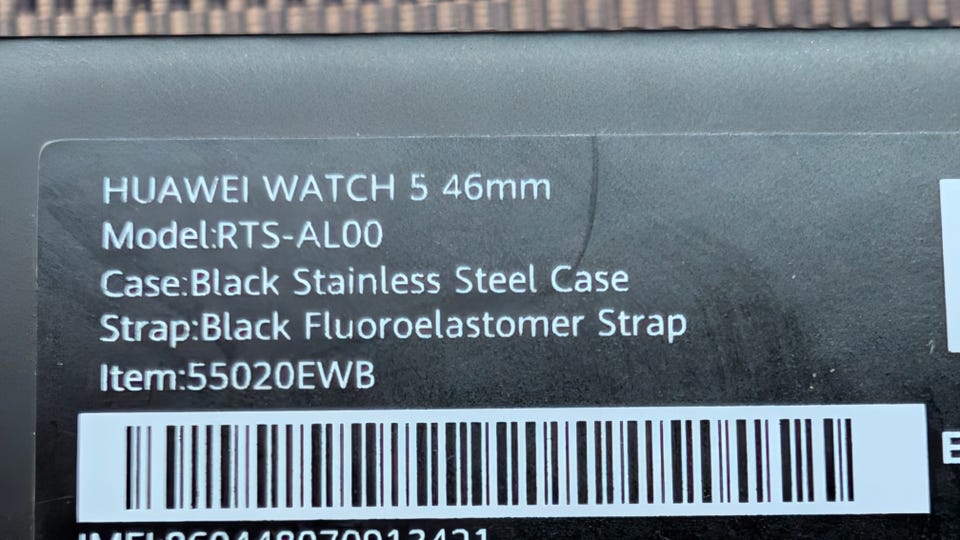 HUAWEI WATCH 5 46mm
Model:RTS-AL00
Case:Black Stainless Steel Case
Strap:Black Fluoroelastomer Strap
Item:55020EWB